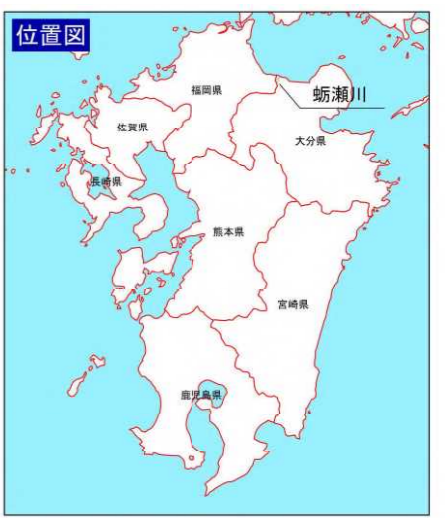 位置図
福岡県
蛎瀬川
佐賀県
大分県
長崎県
熊本県
宮崎県
鹿児島県